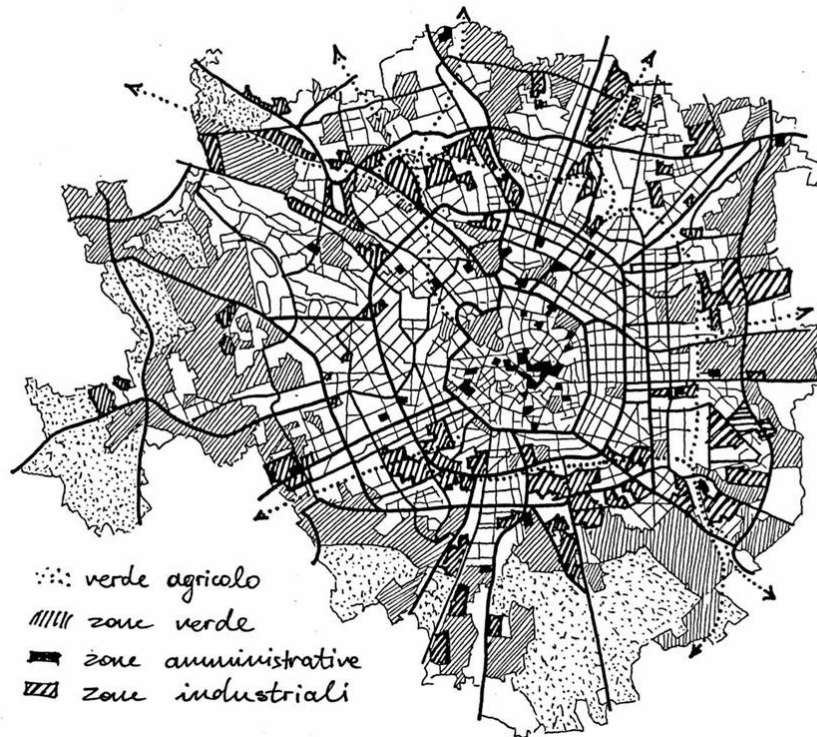 verde agricolo
zone verde
zone amministrative
zone industriali